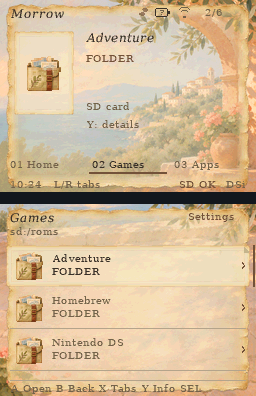 Morrow
2/6
Adventure
FOLDER
SD card
Y: details
01 Home 02 Games 03 Apps
10:24 L/R tabs SD OK DSi
Games Settings
sd:/roms
Adventure
FOLDER
Homebrew
FOLDER
Nintendo DS
FOLDER
A Open B Back X Tabs Y Info SEL